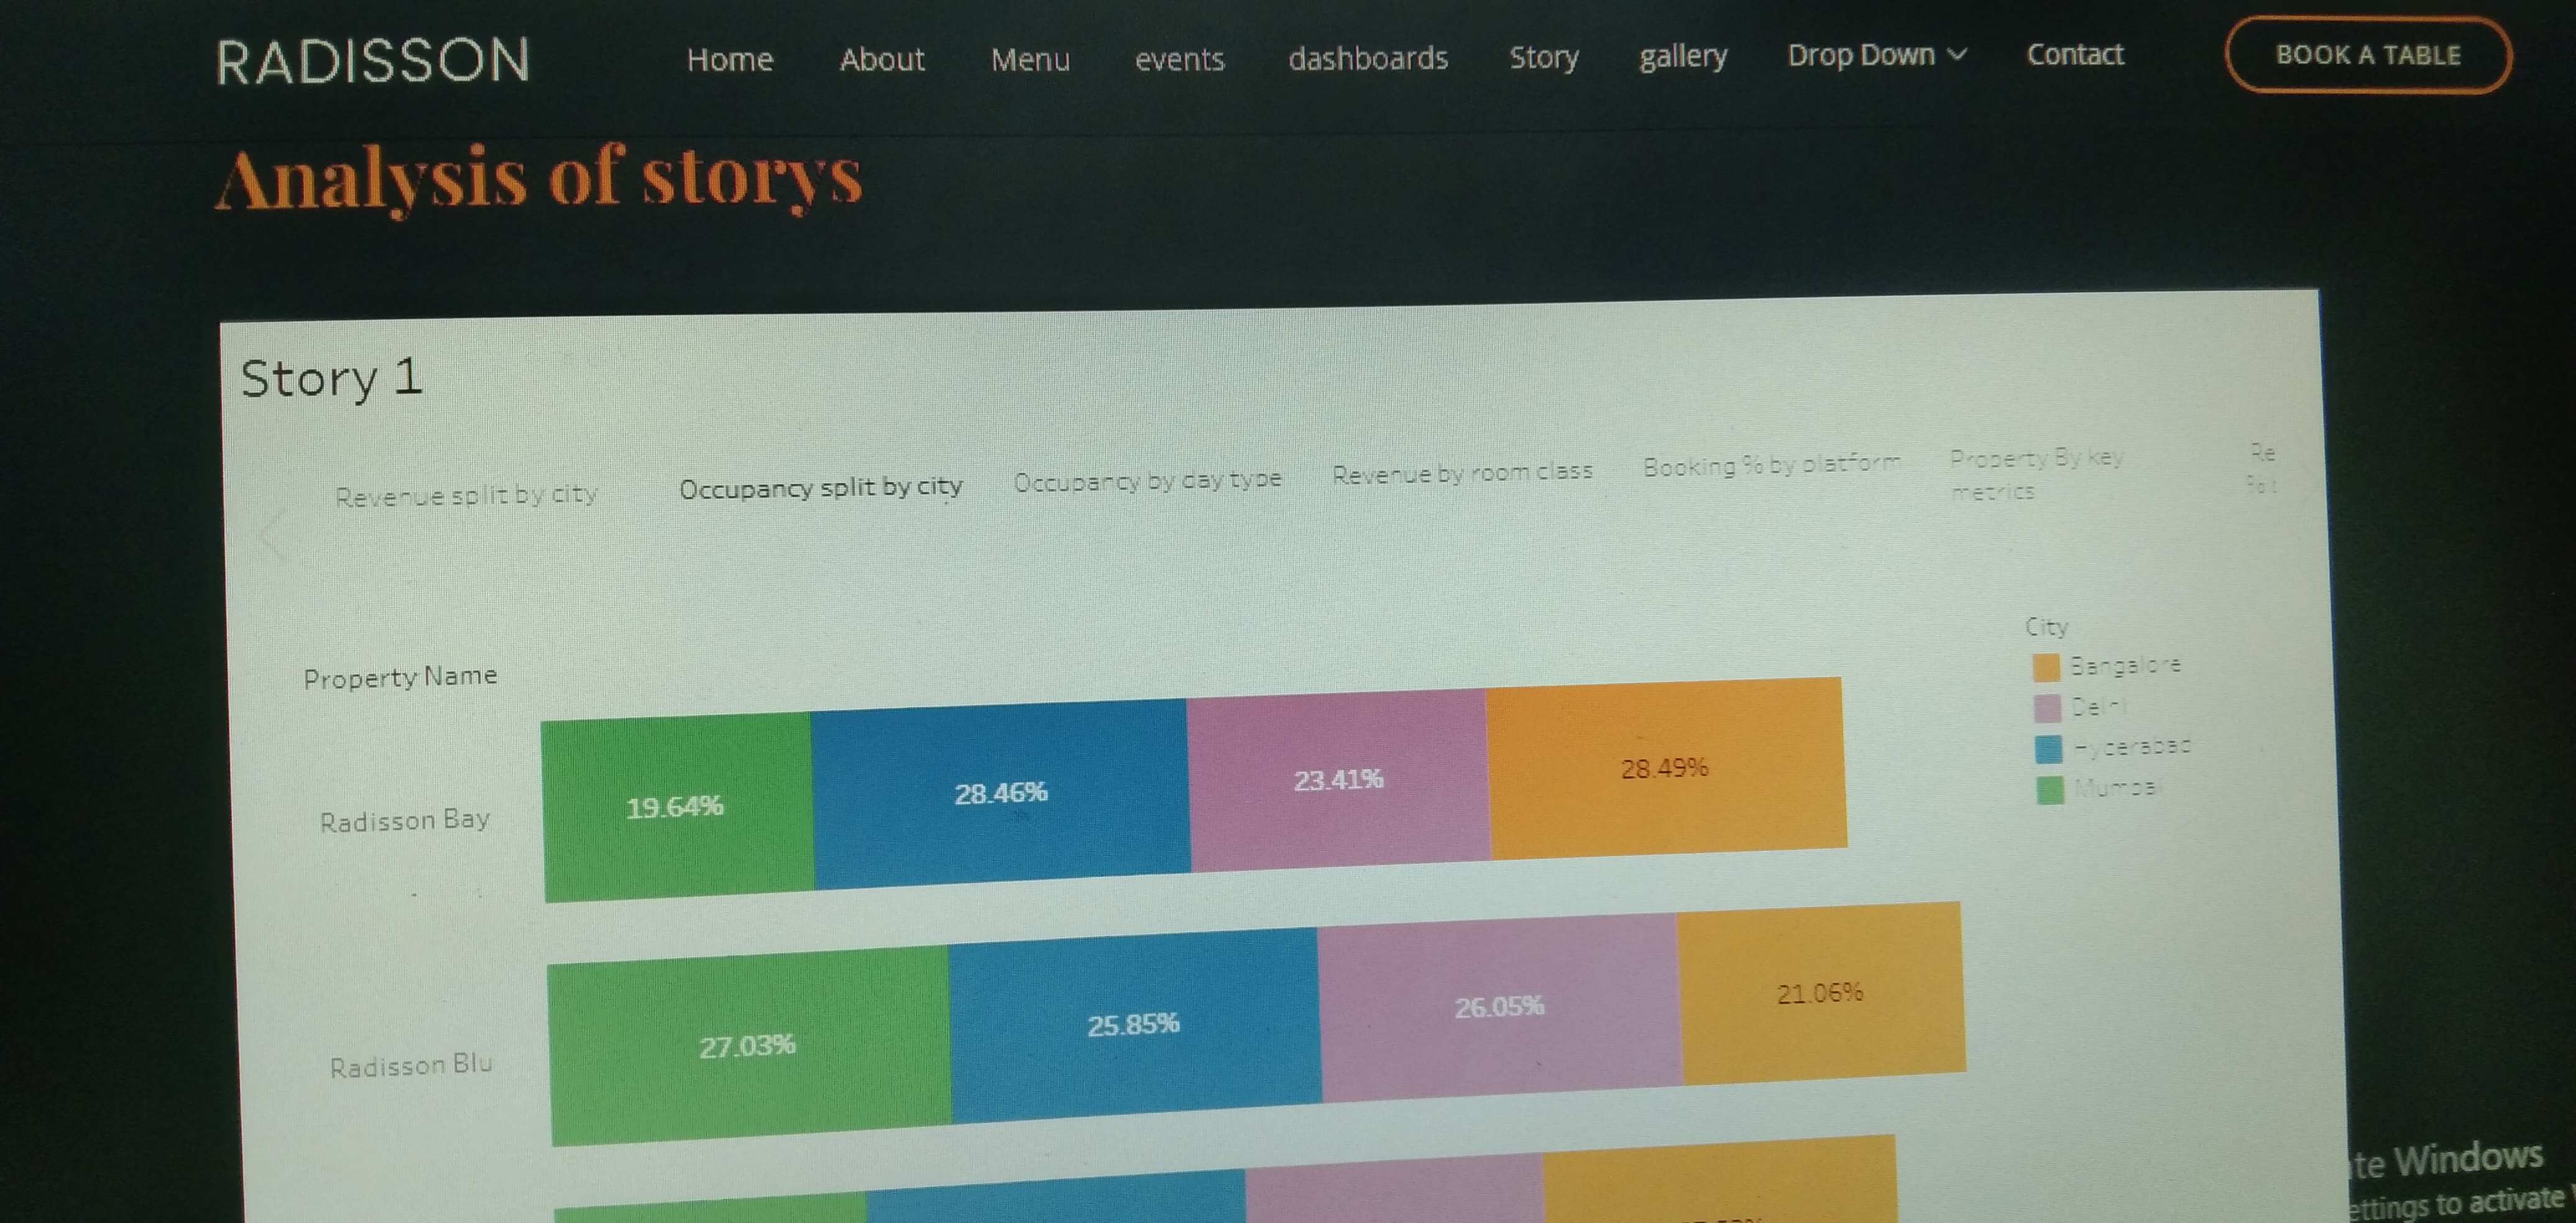 RADISSON Home About Menu events dashboards Story gallery Drop Down Contact BOOK A TABLE
Analysis of storys
Story 1
Revenue split by city Occupancy split by city Occupancy by day type Revenue by room class Booking % by platform Property By key metrics Re
City
Bangalore
Delhi
Hyderabad
Mumbai
Property Name
Radisson Bay 19.64% 28.46% 23.41% 28.49%
Radisson Blu 27.03% 25.85% 26.05% 21.06%
te Windows
ettings to activate